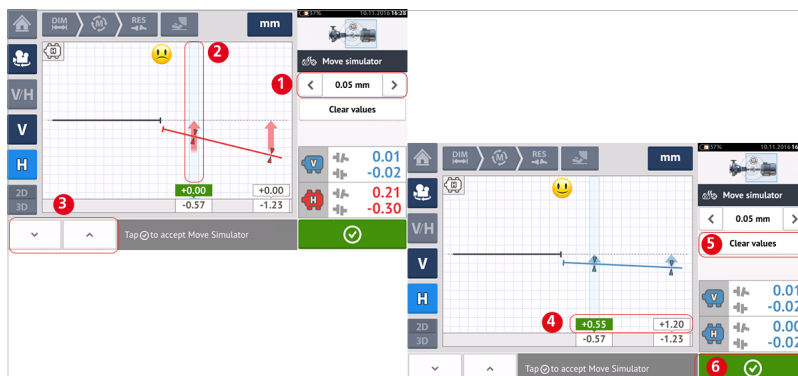 57% 10.11.2016 16:28
DIM (M) RES mm
2
Move simulator
1
0.05 mm
V/H
Clear values
V
V 0.01
-0.02
H
H 0.21
-0.30
2D
3D
+0,00 +0,00
-0.57 -1.23
3
Tap to accept Move Simulator
57% 10.11.2016 16
DIM (M) RES mm
H
Move simulator
0.05 mm
V/H
5 Clear values
V
V 0.01
-0.02
H
H 0.00
-0.02
4
+0.55 +1.20
2D
3D
-0.57 -1.23
Tap to accept Move Simulator
6